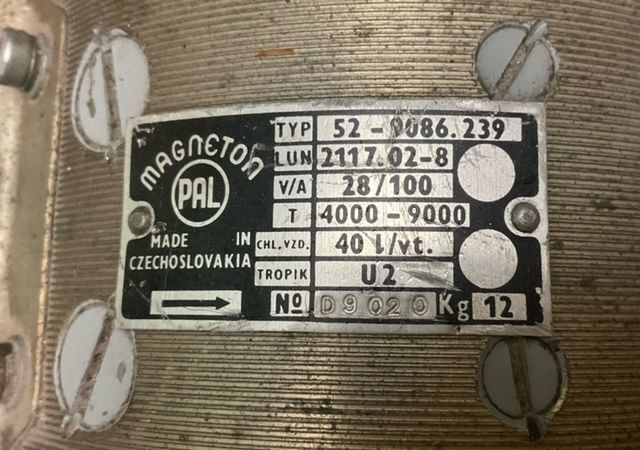 MAGNETON
PAL
MADE IN
CZECHOSLOVAKIA
TYP 52-9086.239
LUN 2117.02-8
V/A 28/100
T 4000-9000
CHL.VZD. 40 l/vt.
TROPIK U2
No D9020 Kg 12